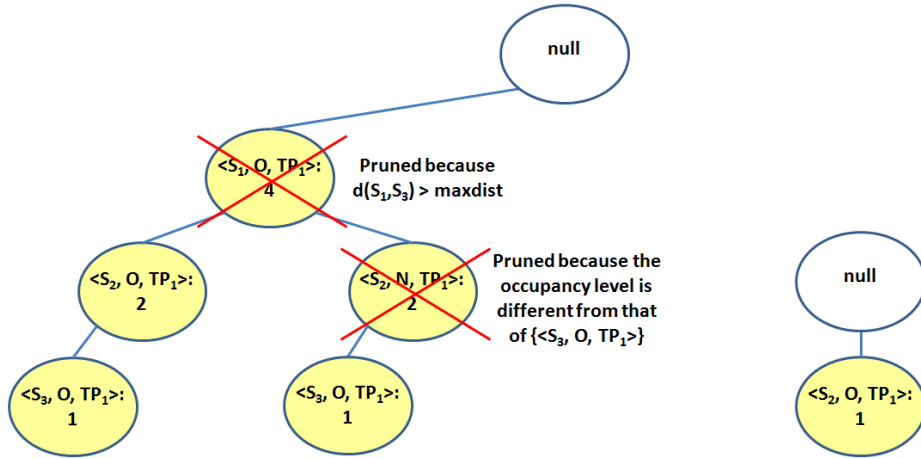 null
<S₁, O, TP₁>:
4
Pruned because
d(S₁,S₃) > maxdist
<S₂, O, TP₁>:
2
<S₂, N, TP₁>:
2
Pruned because the
occupancy level is
different from that
of {<S₃, O, TP₁>}
null
<S₃, O, TP₁>:
1
<S₃, O, TP₁>:
1
<S₂, O, TP₁>:
1